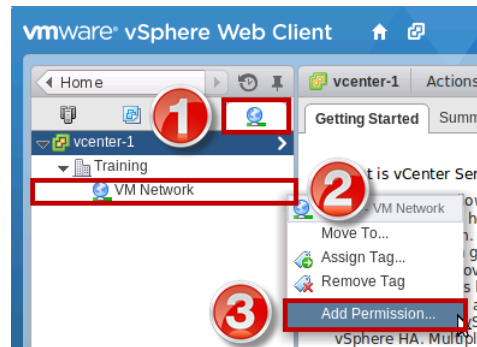 vmware® vSphere Web Client
Home
vcenter-1 Actions
1
Getting Started Summ
vcenter-1
t is vCenter Ser
Training
2
VM Network
- VM Network
Move To...
Assign Tag...
Remove Tag
3
Add Permission...
vSphere HA. Multipl